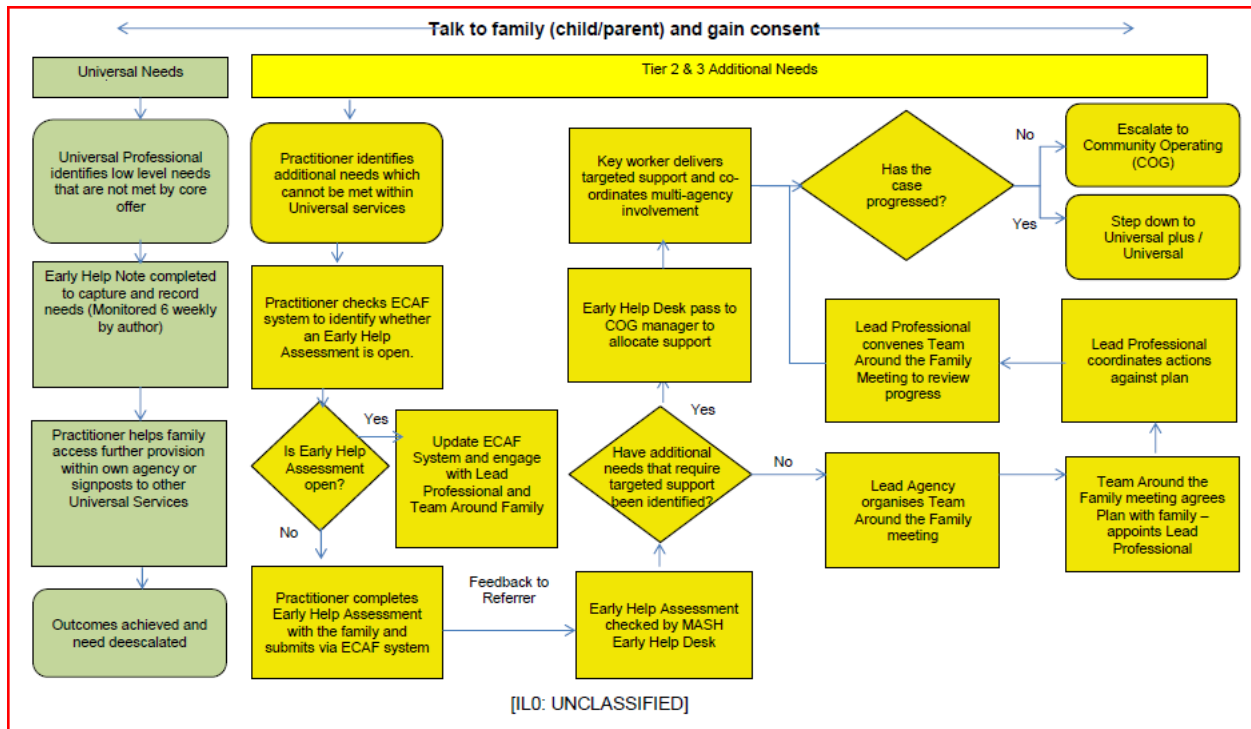 Talk to family (child/parent) and gain consent
Universal Needs
Tier 2 & 3 Additional Needs
Universal Professional
identifies low level needs
that are not met by core
offer
Early Help Note completed
to capture and record
needs (Monitored 6 weekly
by author)
Practitioner helps family
access further provision
within own agency or
signposts to other
Universal Services
Outcomes achieved and
need deescalated
Practitioner identifies
additional needs which
cannot be met within
Universal services
Practitioner checks ECAF
system to identify whether
an Early Help
Assessment is open.
Is Early Help
Assessment
open?
Yes
Update ECAF
System and engage
with Lead
Professional and
Team Around Family
No
Practitioner completes
Early Help Assessment
with the family and
submits via ECAF system
Feedback to
Referrer
Early Help Assessment
checked by MASH
Early Help Desk
Have additional
needs that require
targeted support
been identified?
Yes
Early Help Desk pass to
COG manager to
allocate support
Key worker delivers
targeted support and co-
ordinates multi-agency
involvement
No
Lead Agency
organises Team
Around the Family
meeting
Team Around the
Family meeting agrees
Plan with family –
appoints Lead
Professional
Lead Professional
coordinates actions
against plan
Lead Professional
convenes Team
Around the Family
Meeting to review
progress
Has the
case
progressed?
No
Escalate to
Community Operating
(COG)
Yes
Step down to
Universal plus /
Universal
[IL0: UNCLASSIFIED]